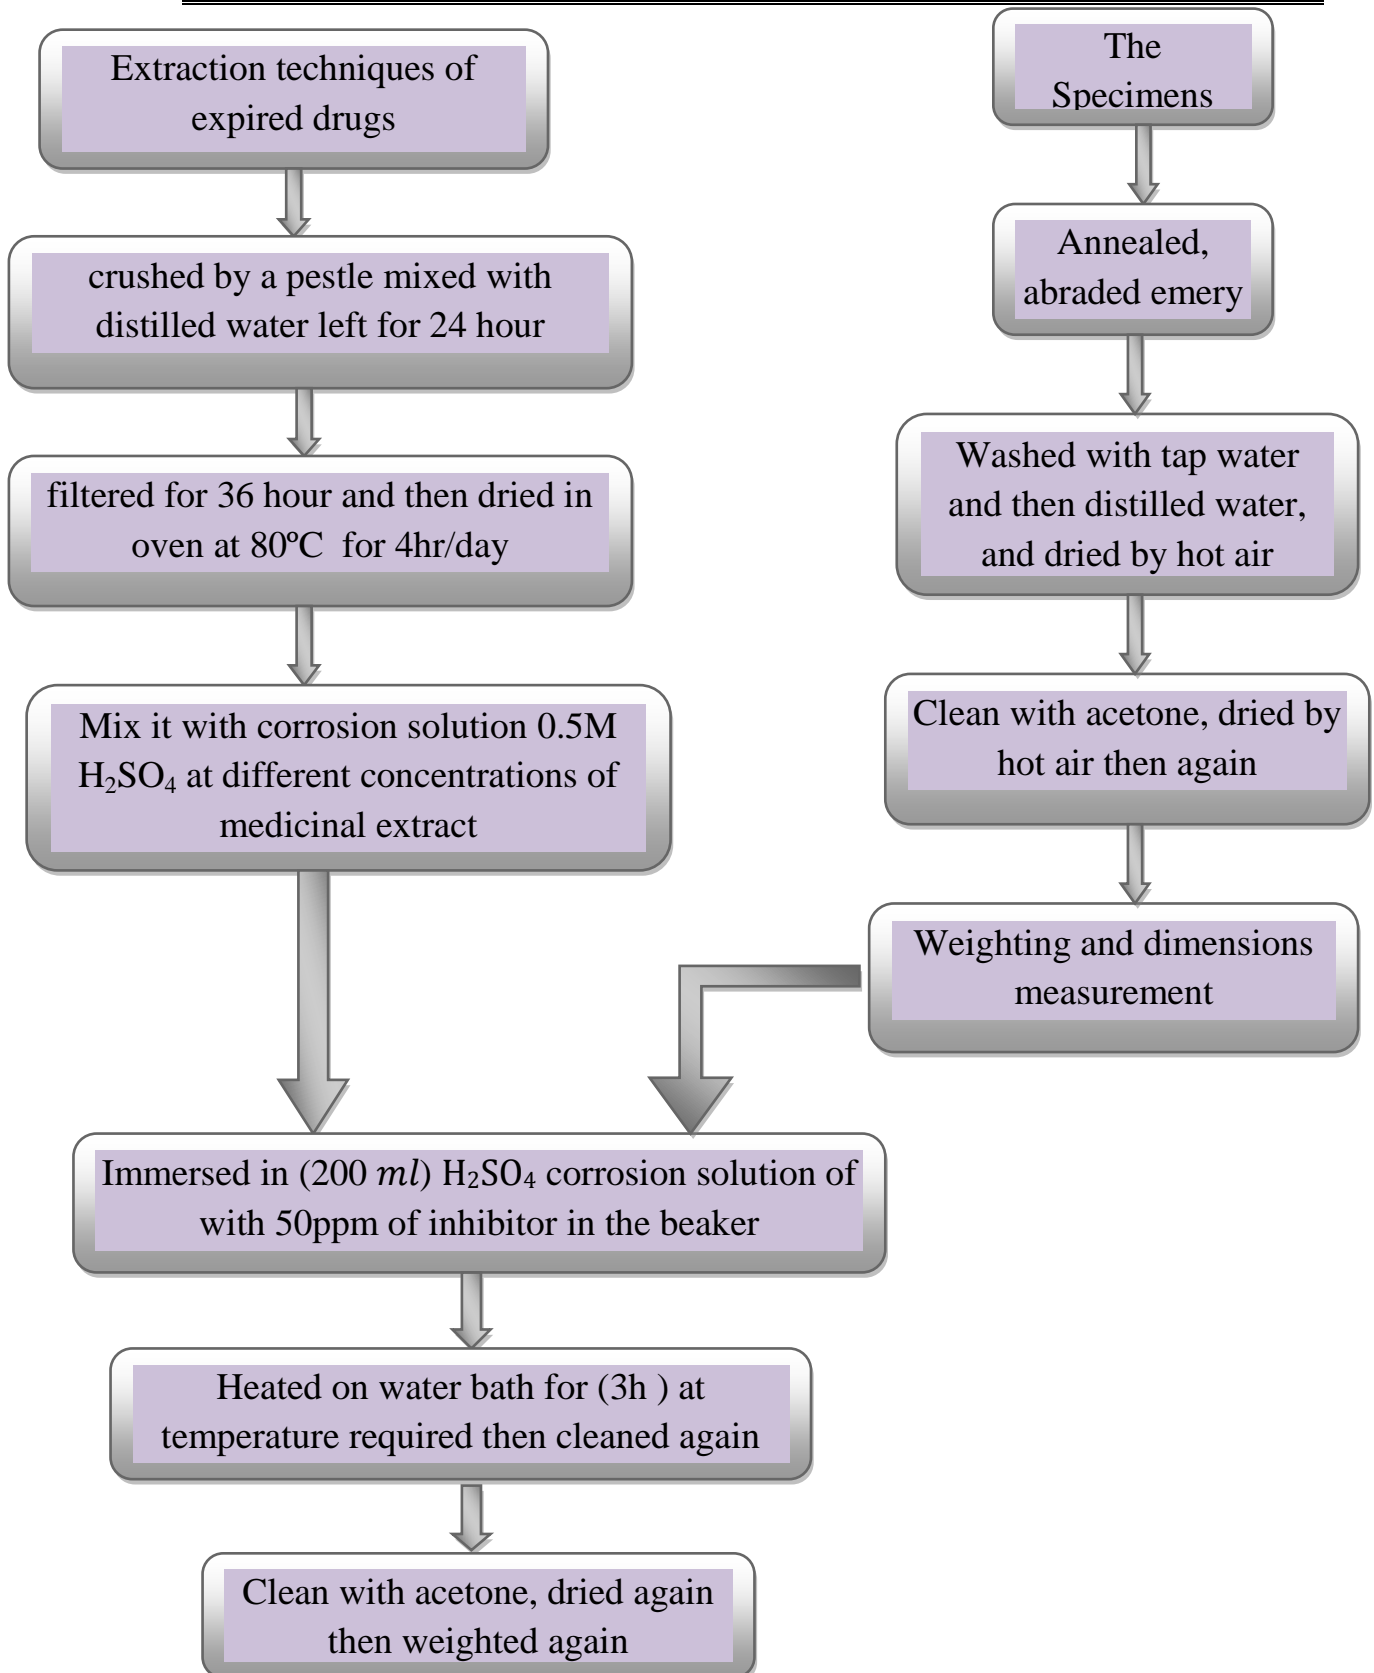 Extraction techniques of
expired drugs
crushed by a pestle mixed with
distilled water left for 24 hour
filtered for 36 hour and then dried in
oven at 80ºC  for 4hr/day
Mix it with corrosion solution 0.5M
H₂SO₄ at different concentrations of
medicinal extract
The
Specimens
Annealed,
abraded emery
Washed with tap water
and then distilled water,
and dried by hot air
Clean with acetone, dried by
hot air then again
Weighting and dimensions
measurement
Immersed in (200 ml) H₂SO₄ corrosion solution of
with 50ppm of inhibitor in the beaker
Heated on water bath for (3h ) at
temperature required then cleaned again
Clean with acetone, dried again
then weighted again